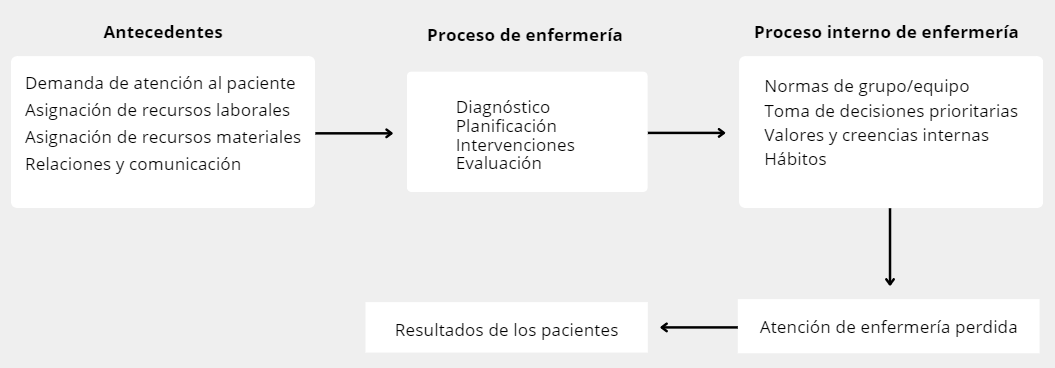 Antecedentes
Demanda de atención al paciente
Asignación de recursos laborales
Asignación de recursos materiales
Relaciones y comunicación
Proceso de enfermería
Diagnóstico
Planificación
Intervenciones
Evaluación
Proceso interno de enfermería
Normas de grupo/equipo
Toma de decisiones prioritarias
Valores y creencias internas
Hábitos
Atención de enfermería perdida
Resultados de los pacientes